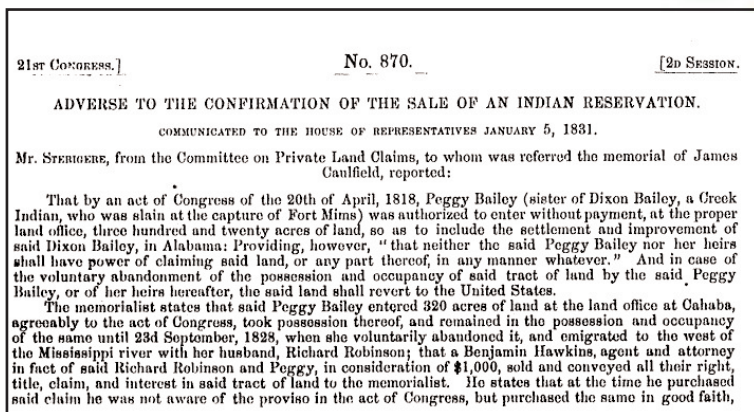 21ST CONGRESS.]
No. 870.
[2D SESSION.
ADVERSE TO THE CONFIRMATION OF THE SALE OF AN INDIAN RESERVATION.
COMMUNICATED TO THE HOUSE OF REPRESENTATIVES JANUARY 5, 1831.
Mr. STERIGERE, from the Committee on Private Land Claims, to whom was referred the memorial of James
Caulfield, reported:
That by an act of Congress of the 20th of April, 1818, Peggy Bailey (sister of Dixon Bailey, a Creek
Indian, who was slain at the capture of Fort Mims) was authorized to enter without payment, at the proper
land office, three hundred and twenty acres of land, so as to include the settlement and improvement of
said Dixon Bailey, in Alabama: Providing, however, "that neither the said Peggy Bailey nor her heirs
shall have power of claiming said land, or any part thereof, in any manner whatever." And in case of
the voluntary abandonment of the possession and occupancy of said tract of land by the said Peggy
Bailey, or of her heirs hereafter, the said land shall revert to the United States.
The memorialist states that said Peggy Bailey entered 320 acres of land at the land office at Cahaba,
agreeably to the act of Congress, took possession thereof, and remained in the possession and occupancy
of the same until 23d September, 1828, when she voluntarily abandoned it, and emigrated to the west of
the Mississippi river with her husband, Richard Robinson; that a Benjamin Hawkins, agent and attorney
in fact of said Richard Robinson and Peggy, in consideration of $1,000, sold and conveyed all their right,
title, claim, and interest in said tract of land to the memorialist. He states that at the time he purchased
said claim he was not aware of the proviso in the act of Congress, but purchased the same in good faith,